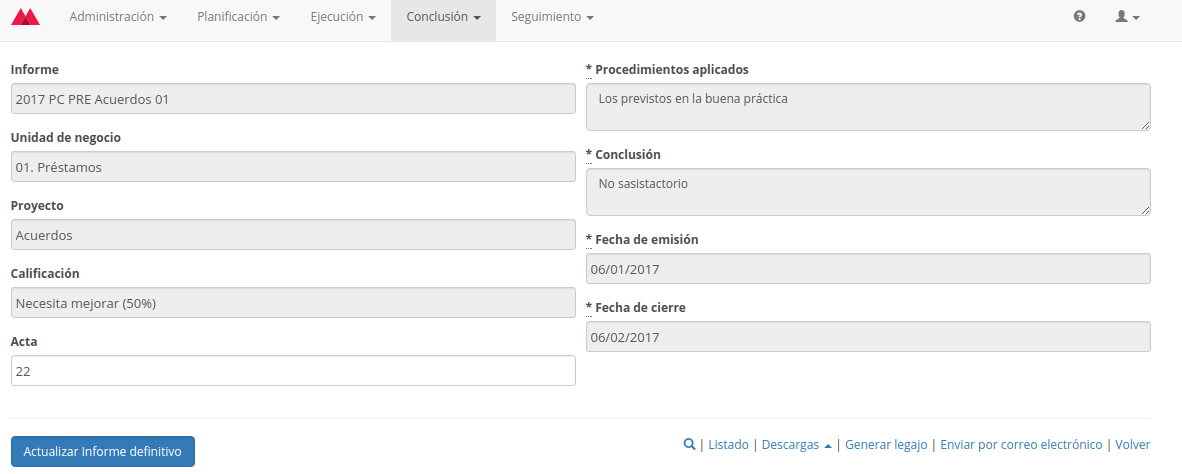 Administración Planificación Ejecución Conclusión Seguimiento
Informe
2017 PC PRE Acuerdos 01
Unidad de negocio
01. Préstamos
Proyecto
Acuerdos
Calificación
Necesita mejorar (50%)
Acta
22
* Procedimientos aplicados
Los previstos en la buena práctica
* Conclusión
No sasistactorio
* Fecha de emisión
06/01/2017
* Fecha de cierre
06/02/2017
Actualizar Informe definitivo
| Listado | Descargas | Generar legajo | Enviar por correo electrónico | Volver